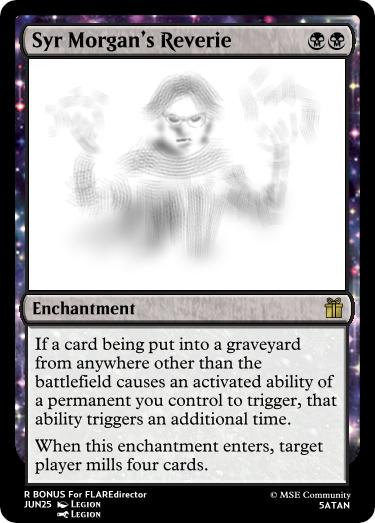 Syr Morgan's Reverie
Enchantment
If a card being put into a graveyard
from anywhere other than the
battlefield causes an activated ability of
a permanent you control to trigger, that
ability triggers an additional time.
When this enchantment enters, target
player mills four cards.
R BONUS For FLAREdirector
© MSE Community
JUN25 LEGION
5ATAN
LEGION